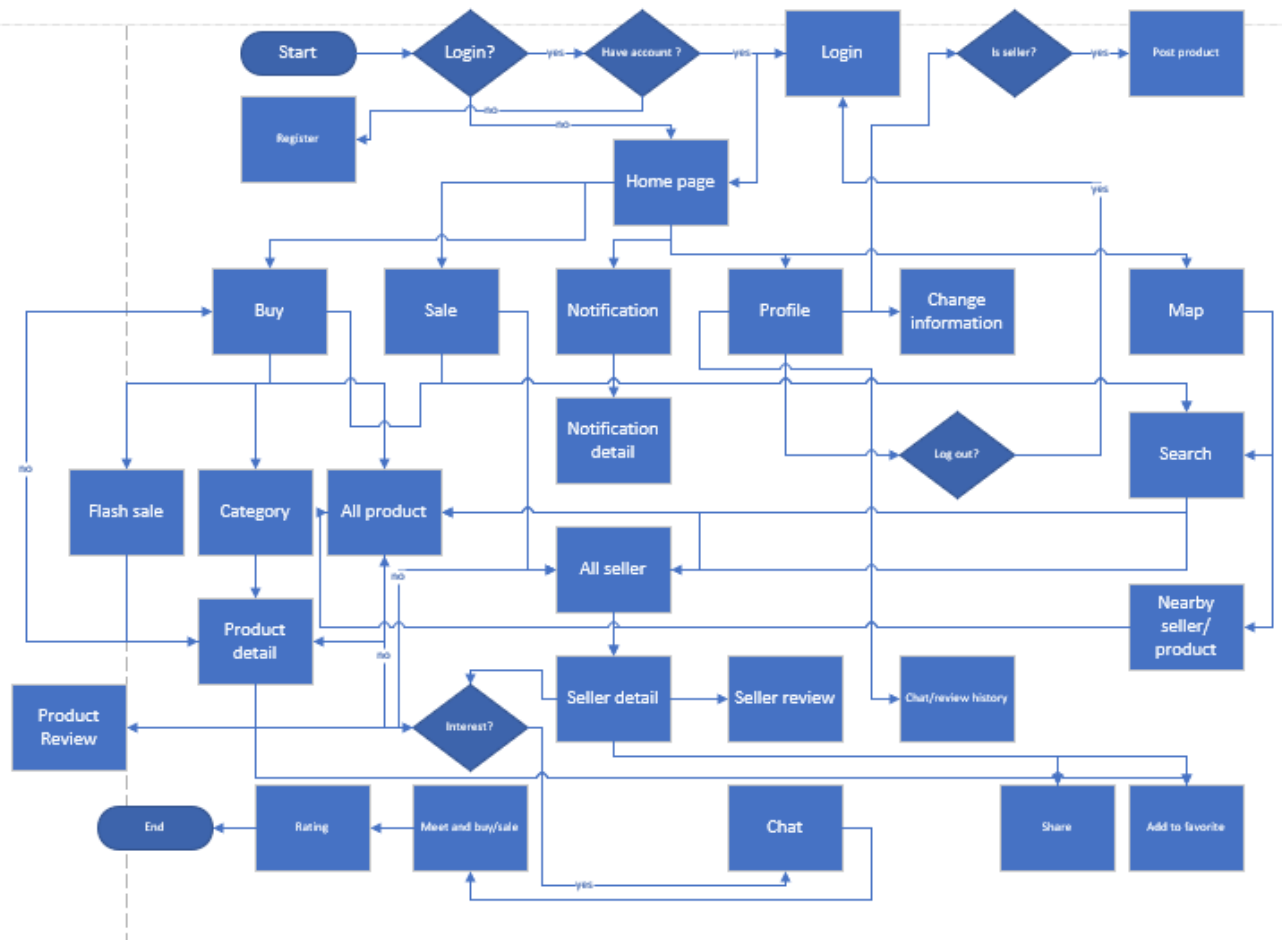 Start
Login?
yes
Have account ?
yes
Login
Is seller?
yes
Post product
Register
no
no
Home page
yes
Buy
Sale
Notification
Profile
Change
information
Map
Notification
detail
Log out?
Search
no
Flash sale
Category
All product
All seller
no
Nearby
seller/
product
Product
detail
no
Seller detail
Seller review
Chat/review history
Product
Review
Interest?
End
Rating
Meet and buy/sale
Chat
Share
Add to favorite
yes